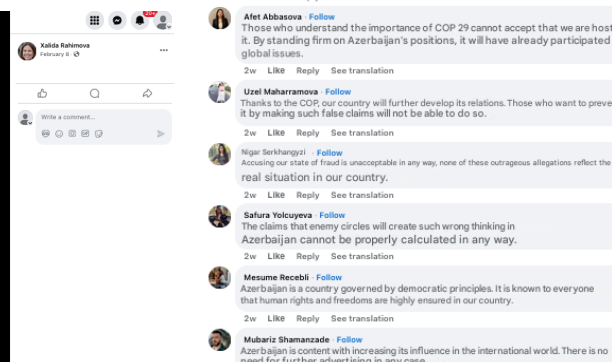 20+
Xalida Rahimova
February 8 ·
Write a comment...
Afet Abbasova · Follow
Those who understand the importance of COP 29 cannot accept that we are host
it. By standing firm on Azerbaijan's positions, it will have already participated
global issues.
2w Like Reply See translation
Uzel Maharramova · Follow
Thanks to the COP, our country will further develop its relations. Those who want to preve
it by making such false claims will not be able to do so.
2w Like Reply See translation
Nigar Serkhangyzi · Follow
Accusing our state of fraud is unacceptable in any way, none of these outrageous allegations reflect the
real situation in our country.
2w Like Reply See translation
Safura Yolcuyeva · Follow
The claims that enemy circles will create such wrong thinking in
Azerbaijan cannot be properly calculated in any way.
2w Like Reply See translation
Mesume Recebli · Follow
Azerbaijan is a country governed by democratic principles. It is known to everyone
that human rights and freedoms are highly ensured in our country.
2w Like Reply See translation
Mubariz Shamanzade · Follow
Azerbaijan is content with increasing its influence in the international world. There is no
need for further advertising in any case